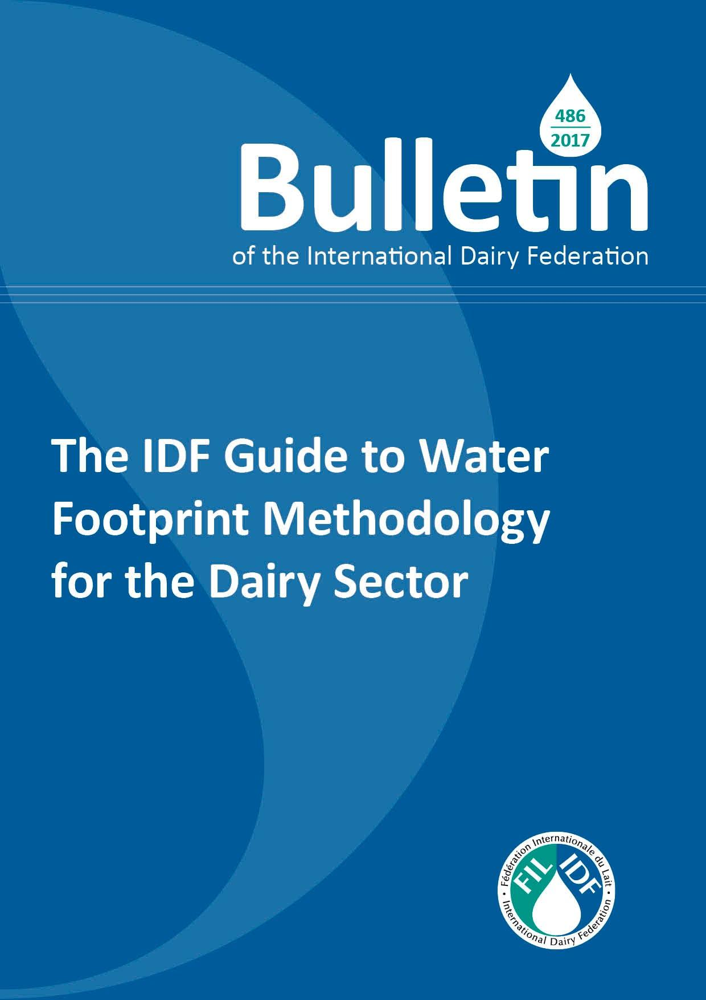 486
2017
Bulletin
of the International Dairy Federation
The IDF Guide to Water
Footprint Methodology
for the Dairy Sector
Fédération Internationale du Lait
FIL IDF
International Dairy Federation